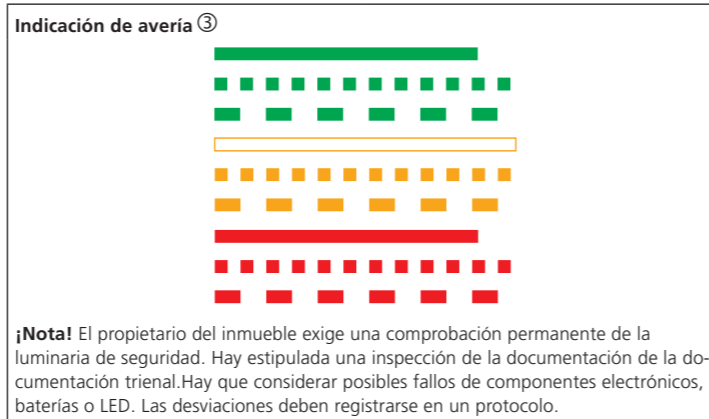 Indicación de avería ③
¡Nota! El propietario del inmueble exige una comprobación permanente de la
luminaria de seguridad. Hay estipulada una inspección de la documentación de la do-
cumentación trienal.Hay que considerar posibles fallos de componentes electrónicos,
baterías o LED. Las desviaciones deben registrarse en un protocolo.